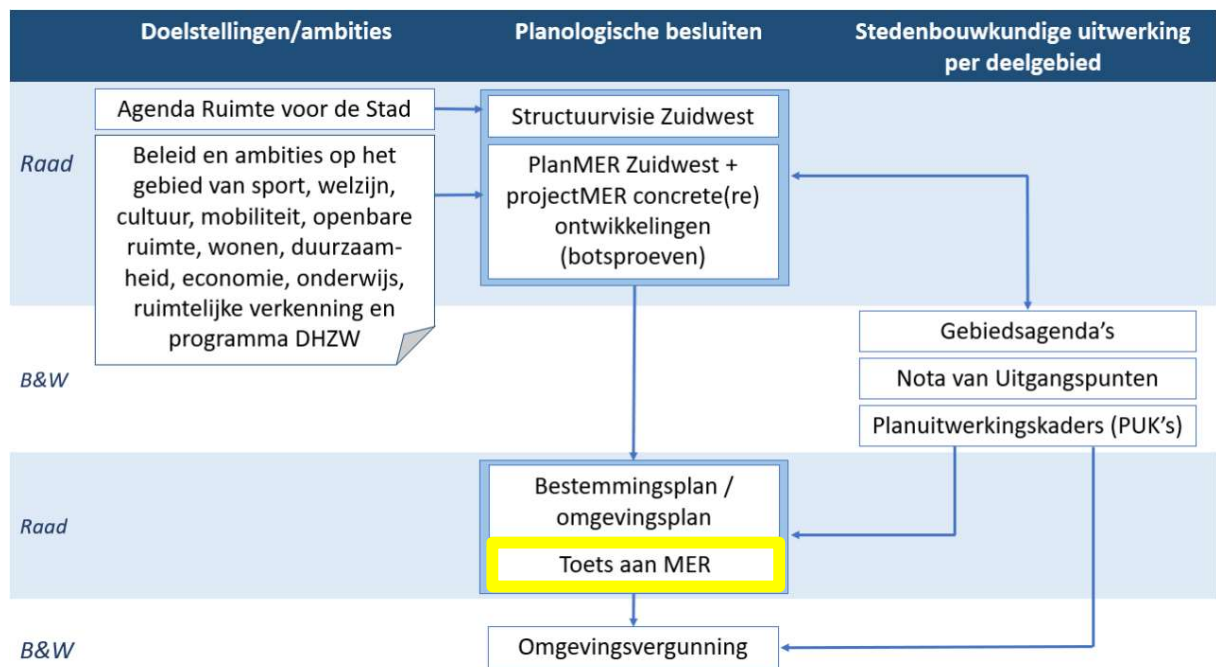 Doelstellingen/ambities
Planologische besluiten
Stedenbouwkundige uitwerking
per deelgebied
Raad
Agenda Ruimte voor de Stad
Beleid en ambities op het
gebied van sport, welzijn,
cultuur, mobiliteit, openbare
ruimte, wonen, duurzaam-
heid, economie, onderwijs,
ruimtelijke verkenning en
programma DHZW
Structuurvisie Zuidwest
PlanMER Zuidwest +
projectMER concrete(re)
ontwikkelingen
(botsproeven)
B&W
Gebiedsagenda's
Nota van Uitgangspunten
Planuitwerkingskaders (PUK's)
Raad
Bestemmingsplan /
omgevingsplan
Toets aan MER
B&W
Omgevingsvergunning